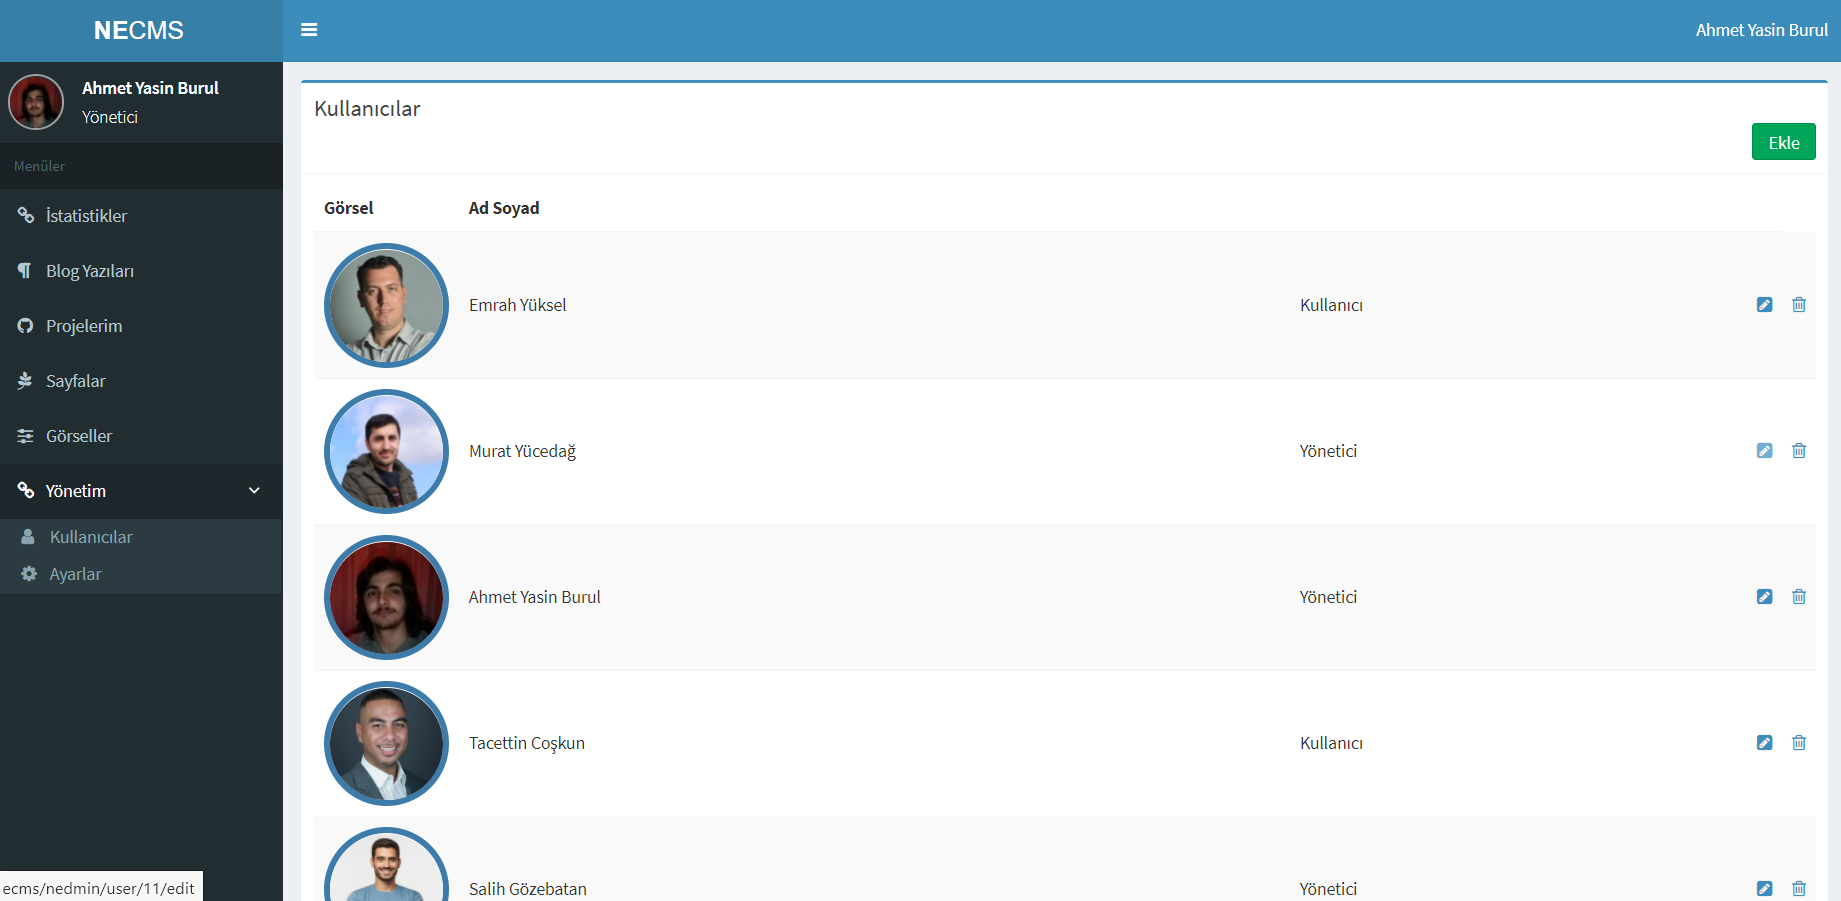 NECMS
Ahmet Yasin Burul
Ahmet Yasin Burul
Yönetici
Menüler
İstatistikler
Blog Yazıları
Projelerim
Sayfalar
Görseller
Yönetim
Kullanıcılar
Ayarlar
Kullanıcılar
Ekle
Görsel Ad Soyad
Emrah Yüksel Kullanıcı
Murat Yücedağ Yönetici
Ahmet Yasin Burul Yönetici
Tacettin Coşkun Kullanıcı
Salih Gözebatan Yönetici
ecms/nedmin/user/11/edit